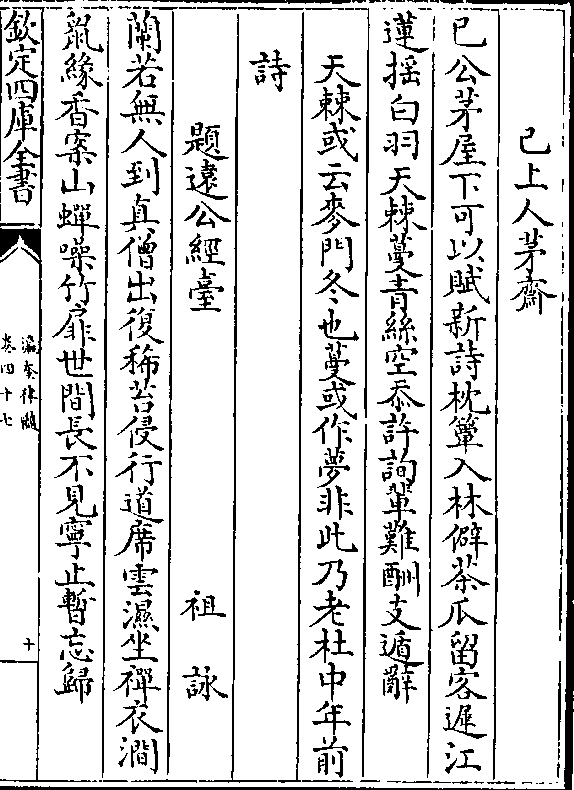 已上人茅齋
巳公茅屋下可以賦新詩枕簟入林僻茶瓜留客遲江
蓮揺白羽天棘蔓青絲空忝許詢輩難酬支遁辭
天棘或云麥門冬也蔓或作夢非此乃老杜中年前
詩
題遠公經臺 祖詠
蘭若無人到真僧出復稀苔侵行道席雲濕坐禪衣澗
鼠緣香案山蟬噪竹扉世間長不見寧止暫忘歸
欽定四庫全書
瀛奎律髓
卷四十七
十